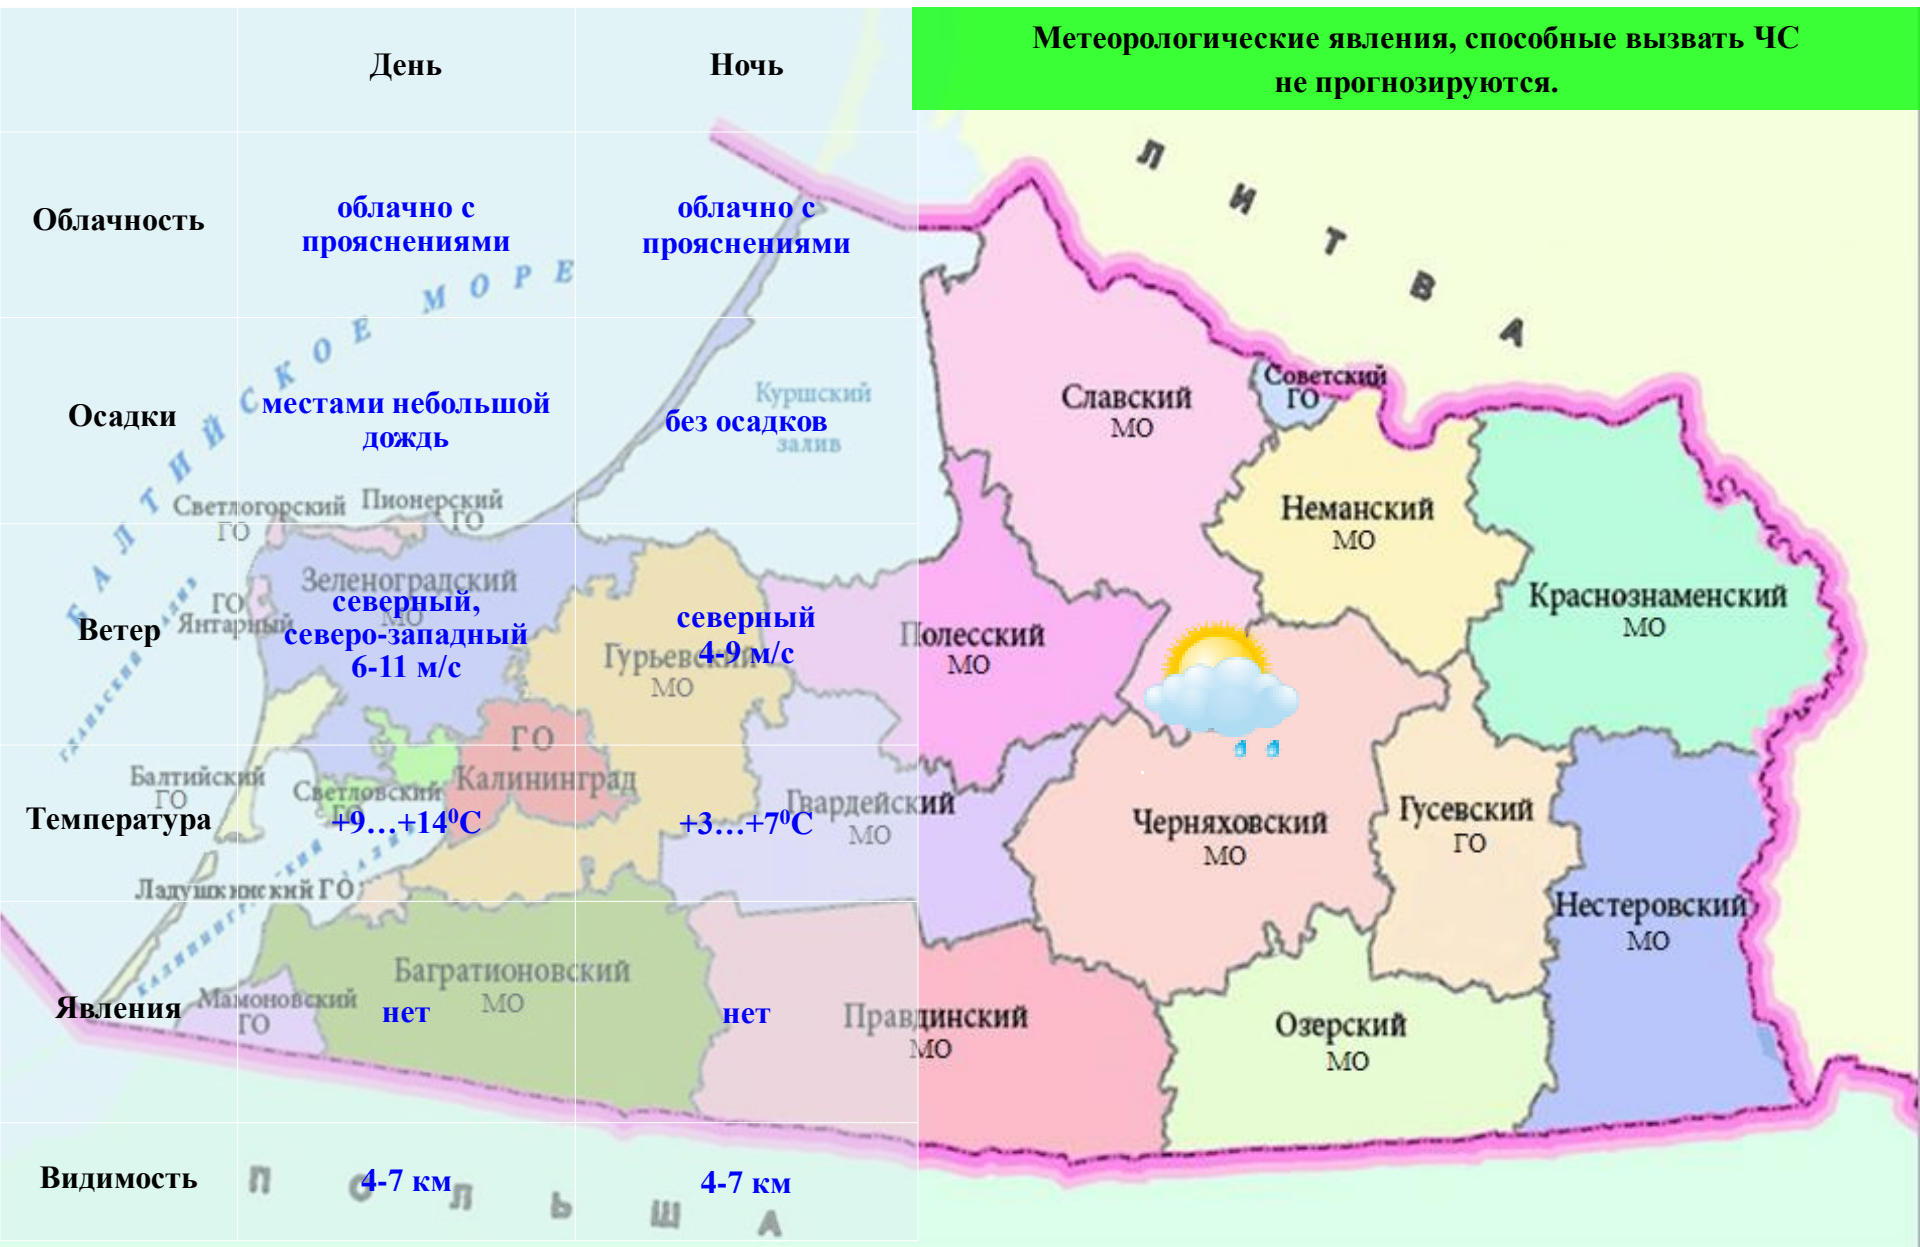 День
Ночь
Метеорологические явления, способные вызвать ЧС
не прогнозируются.
Облачность
облачно с
прояснениями
облачно с
прояснениями
Осадки
местами небольшой
дождь
без осадков
Ветер
северный,
северо-западный
6-11 м/с
северный
4-9 м/с
Температура
+9…+14⁰С
+3…+7⁰С
Явления
нет
нет
Видимость
4-7 км
4-7 км
БАЛТИЙСКОЕ МОРЕ
Куршский
залив
ЛИТВА
ПОЛЬША
Светлогорский
ГО
Пионерский
ГО
Зеленоградский
МО
ГО
Янтарный
Гурьевский
МО
ГО
Калининград
Балтийский
ГО
Светловский
Ладушкинский ГО
Мамоновский
ГО
Багратионовский
МО
Гвардейский
МО
Полесский
МО
Славский
МО
Советский
ГО
Неманский
МО
Краснознаменский
МО
Черняховский
МО
Гусевский
ГО
Нестеровский
МО
Озерский
МО
Правдинский
МО